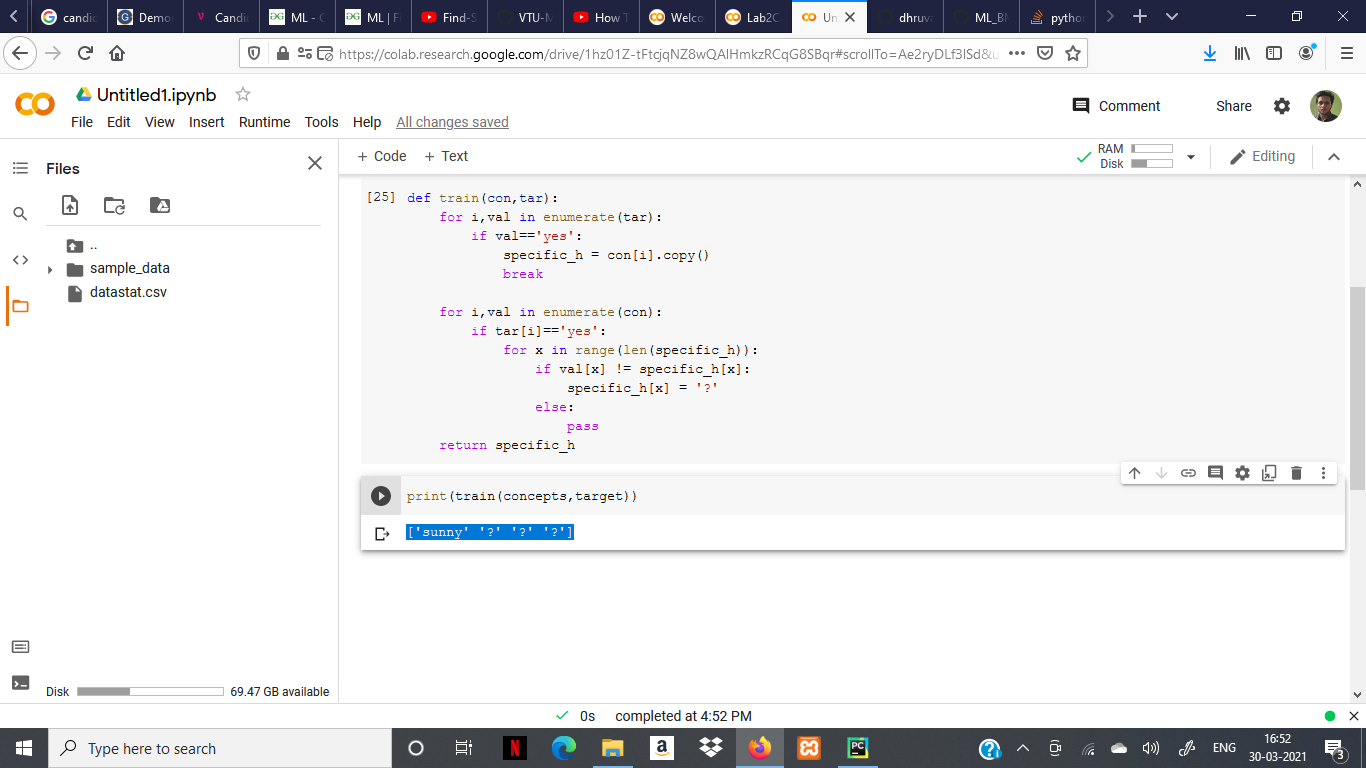 candic
Demo
Candi
ML - C
ML | F
Find-S
VTU-M
How T
Welco
Lab2C
Un
dhruva
ML_BM
python
https://colab.research.google.com/drive/1hz01Z-tFtcjqNZ8wQAlHmkzRCqG8SBqr#scrollTo=Ae2ryDLf3lSd&u
Untitled1.ipynb
Comment
Share
File Edit View Insert Runtime Tools Help All changes saved
Files
+ Code + Text
RAM
Disk
Editing
..
sample_data
datastat.csv
[25] def train(con,tar):
for i,val in enumerate(tar):
if val=='yes':
specific_h = con[i].copy()
break
for i,val in enumerate(con):
if tar[i]=='yes':
for x in range(len(specific_h)):
if val[x] != specific_h[x]:
specific_h[x] = '?'
else:
pass
return specific_h
print(train(concepts,target))
['sunny' '?' '?' '?']
Disk 69.47 GB available
0s completed at 4:52 PM
Type here to search
ENG
16:52
30-03-2021
3